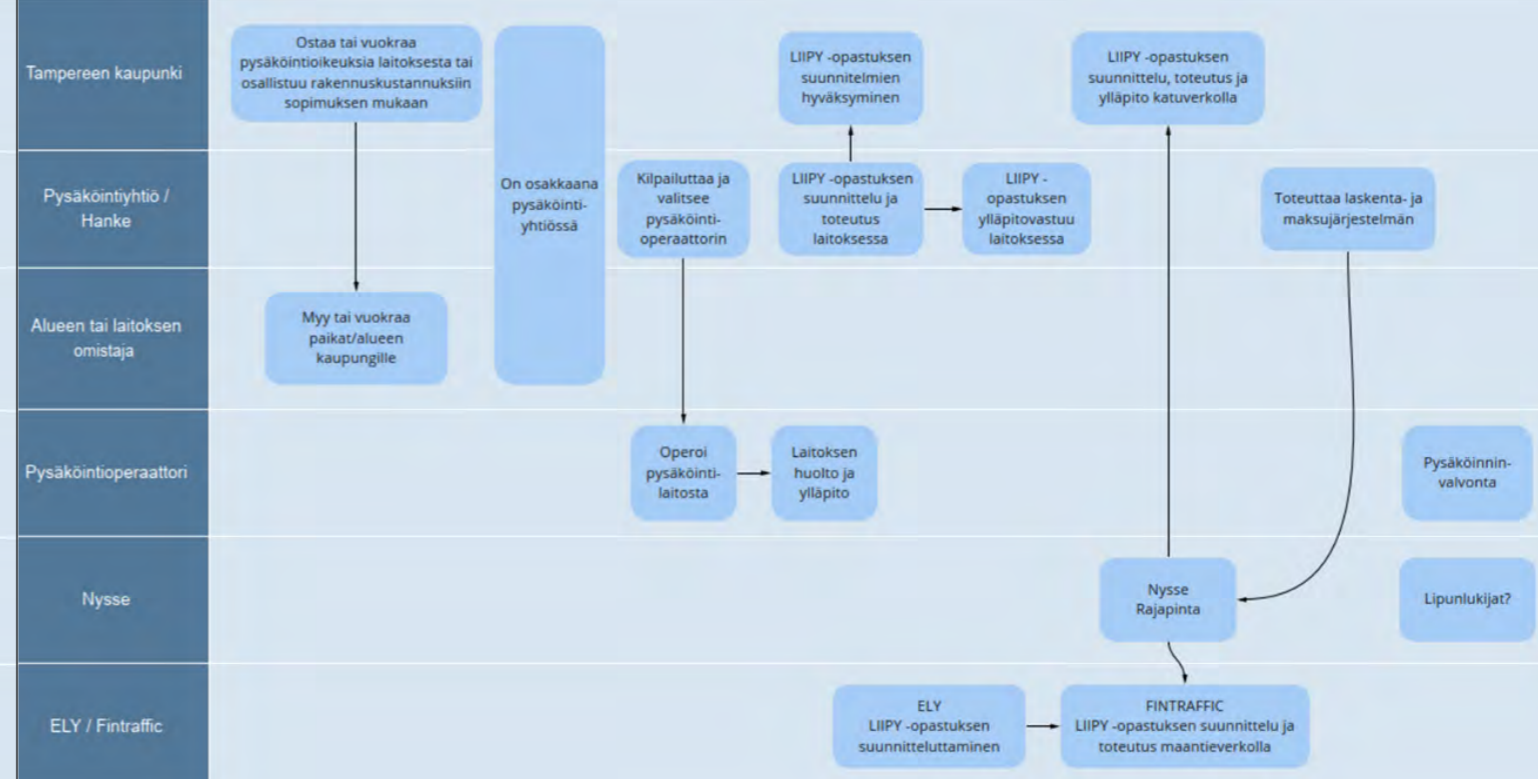 Tampereen kaupunki
Ostaa tai vuokraa
pysäköintioikeuksia laitoksesta tai
osallistuu rakennuskustannuksiin
sopimuksen mukaan
LIIPY -opastuksen
suunnitelmien
hyväksyminen
LIIPY -opastuksen
suunnittelu, toteutus ja
ylläpito katuverkolla
Pysäköintiyhtiö /
Hanke
On osakkaana
pysäköinti-
yhtiössä
Kilpailuttaa ja
valitsee
pysäköinti-
operaattorin
LIIPY -opastuksen
suunnittelu ja
toteutus
laitoksessa
LIIPY -
opastuksen
ylläpitovastuu
laitoksessa
Toteuttaa laskenta- ja
maksujärjestelmän
Alueen tai laitoksen
omistaja
Myy tai vuokraa
paikat/alueen
kaupungille
Pysäköintioperaattori
Operoi
pysäköinti-
laitosta
Laitoksen
huolto ja
ylläpito
Pysäköinnin-
valvonta
Nysse
Nysse
Rajapinta
Lipunlukijat?
ELY / Fintraffic
ELY
LIIPY -opastuksen
suunnitteluttaminen
FINTRAFFIC
LIIPY -opastuksen suunnittelu ja
toteutus maantieverkolla